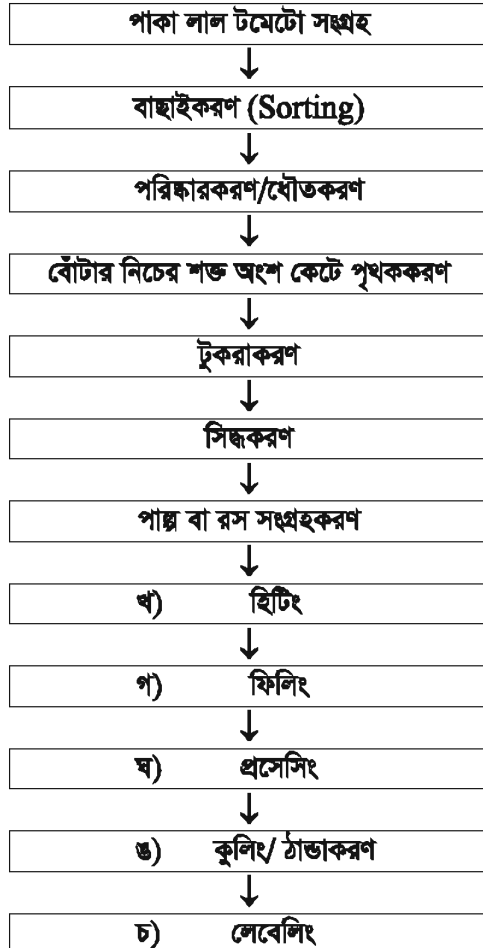 পাকা লাল টমেটো সংগ্রহ
↓
বাছাইকরণ (Sorting)
↓
পরিষ্কারকরণ/ধৌতকরণ
↓
বোঁটার নিচের শক্ত অংশ কেটে পৃথককরণ
↓
টুকরাকরণ
↓
সিদ্ধকরণ
↓
পাল্প বা রস সংগ্রহকরণ
↓
খ) হিটিং
↓
গ) ফিলিং
↓
ঘ) প্রসেসিং
↓
ঙ) কুলিং/ ঠান্ডাকরণ
↓
চ) লেবেলিং